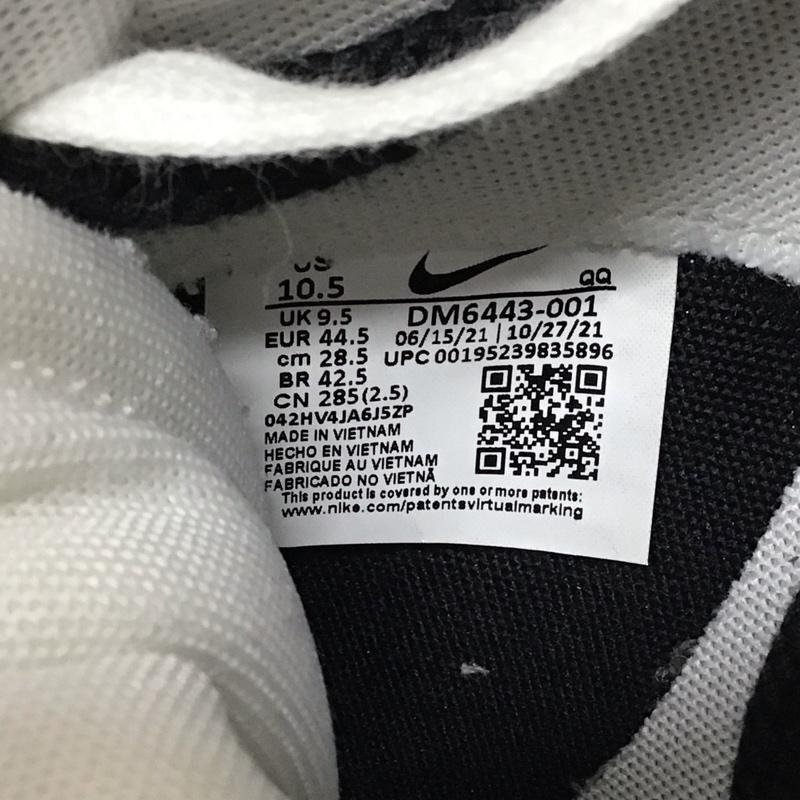 US
10.5 QQ
UK 9.5 DM6443-001
EUR 44.5 06/15/21 | 10/27/21
cm 28.5 UPC 00195239835896
BR 42.5
CN 285(2.5)
042HV4JA6J5ZP
MADE IN VIETNAM
HECHO EN VIETNAM
FABRIQUE AU VIETNAM
FABRICADO NO VIETNÃ
This product is covered by one or more patents:
www.nike.com/patentsvirtualmarking